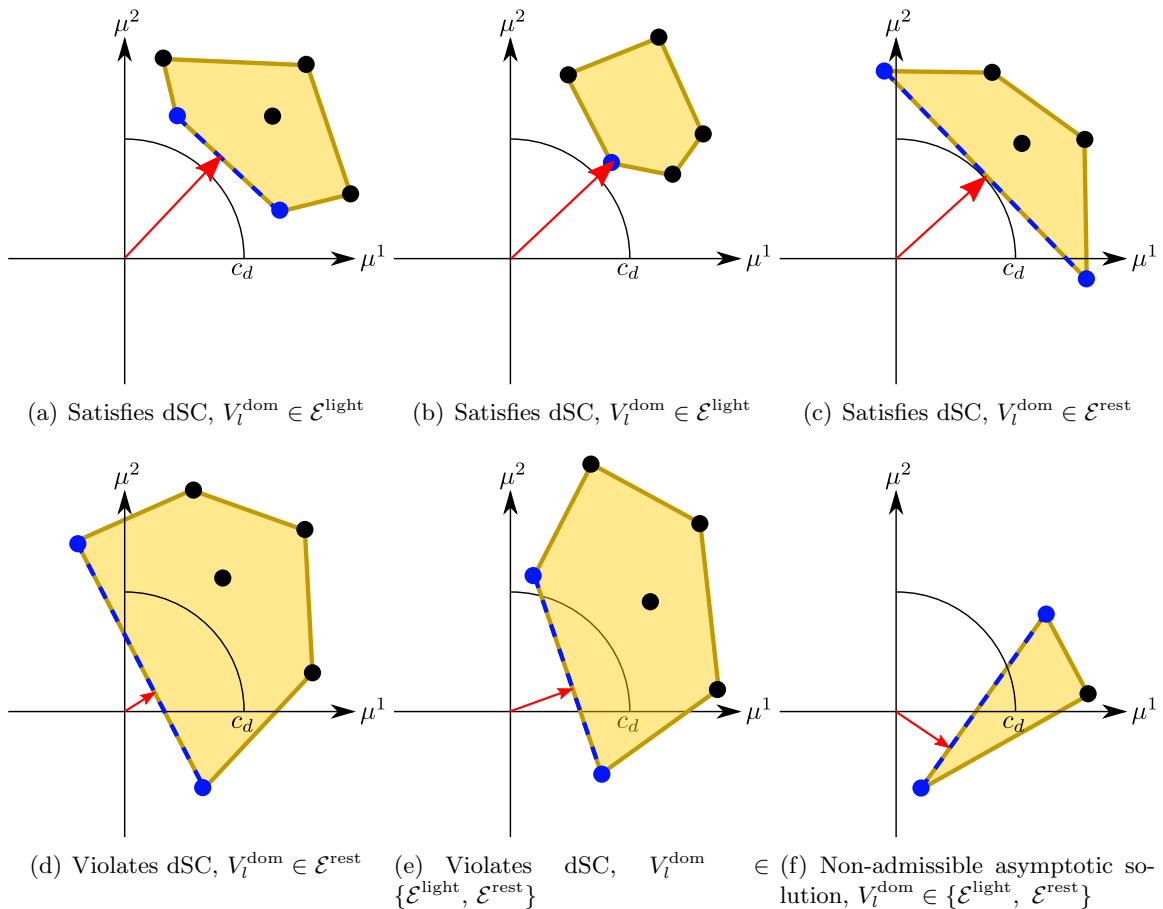 μ² μ² μ²
c_d μ¹ c_d μ¹ c_d μ¹
(a) Satisfies dSC, V_l^dom ∈ ℰ^light
(b) Satisfies dSC, V_l^dom ∈ ℰ^light
(c) Satisfies dSC, V_l^dom ∈ ℰ^rest
μ² μ² μ²
c_d μ¹ c_d μ¹ c_d μ¹
(d) Violates dSC, V_l^dom ∈ ℰ^rest
(e) Violates dSC, V_l^dom ∈
{ℰ^light, ℰ^rest}
(f) Non-admissible asymptotic so-
lution, V_l^dom ∈ {ℰ^light, ℰ^rest}